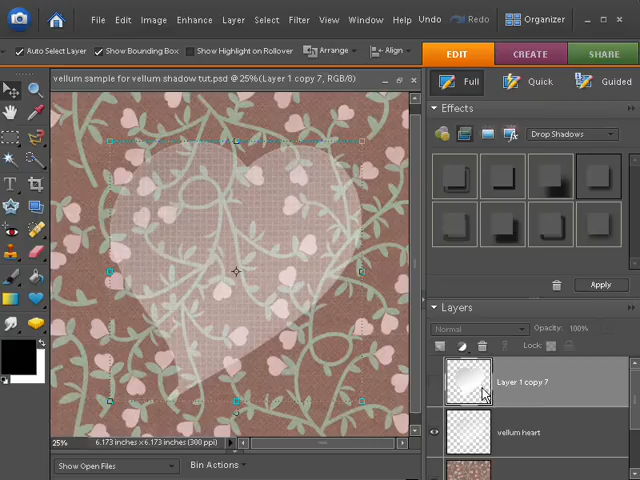 File Edit Image Enhance Layer Select Filter View Window Help Undo Redo Organizer
Auto Select Layer Show Bounding Box Show Highlight on Rollover Arrange Align EDIT CREATE SHARE
vellum sample for vellum shadow tut.psd @ 25%(Layer 1 copy 7, RGB/8)
Full Quick Guided
Effects
Drop Shadows
Apply
Layers
Normal Opacity: 100%
Lock:
Layer 1 copy 7
vellum heart
25% 6.173 inches x 6.173 inches (300 ppi)
Show Open Files Bin Actions